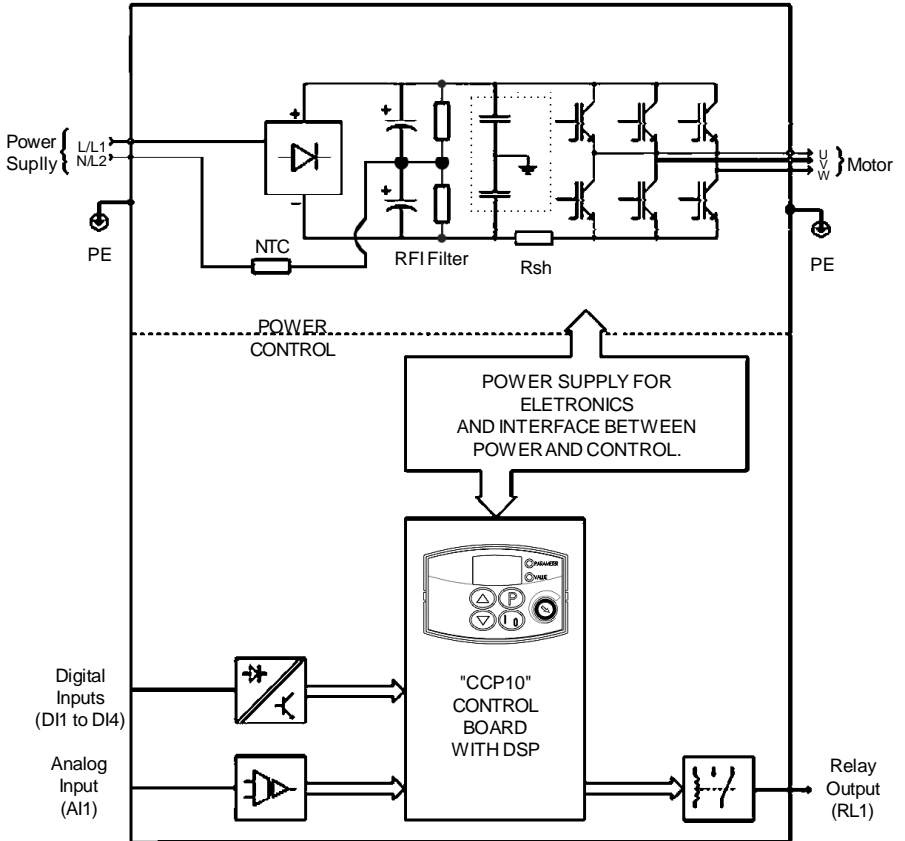 Power
Suplly
L/L1
N/L2
+
-
+
+
U
V
W
Motor
PE
NTC
RFI Filter
Rsh
PE
POWER
CONTROL
POWER SUPPLY FOR
ELETRONICS
AND INTERFACE BETWEEN
POWER AND CONTROL.
PARAMETER
VALUE
P
I 0
Digital
Inputs
(DI1 to DI4)
"CCP10"
CONTROL
BOARD
WITH DSP
Analog
Input
(AI1)
Relay
Output
(RL1)